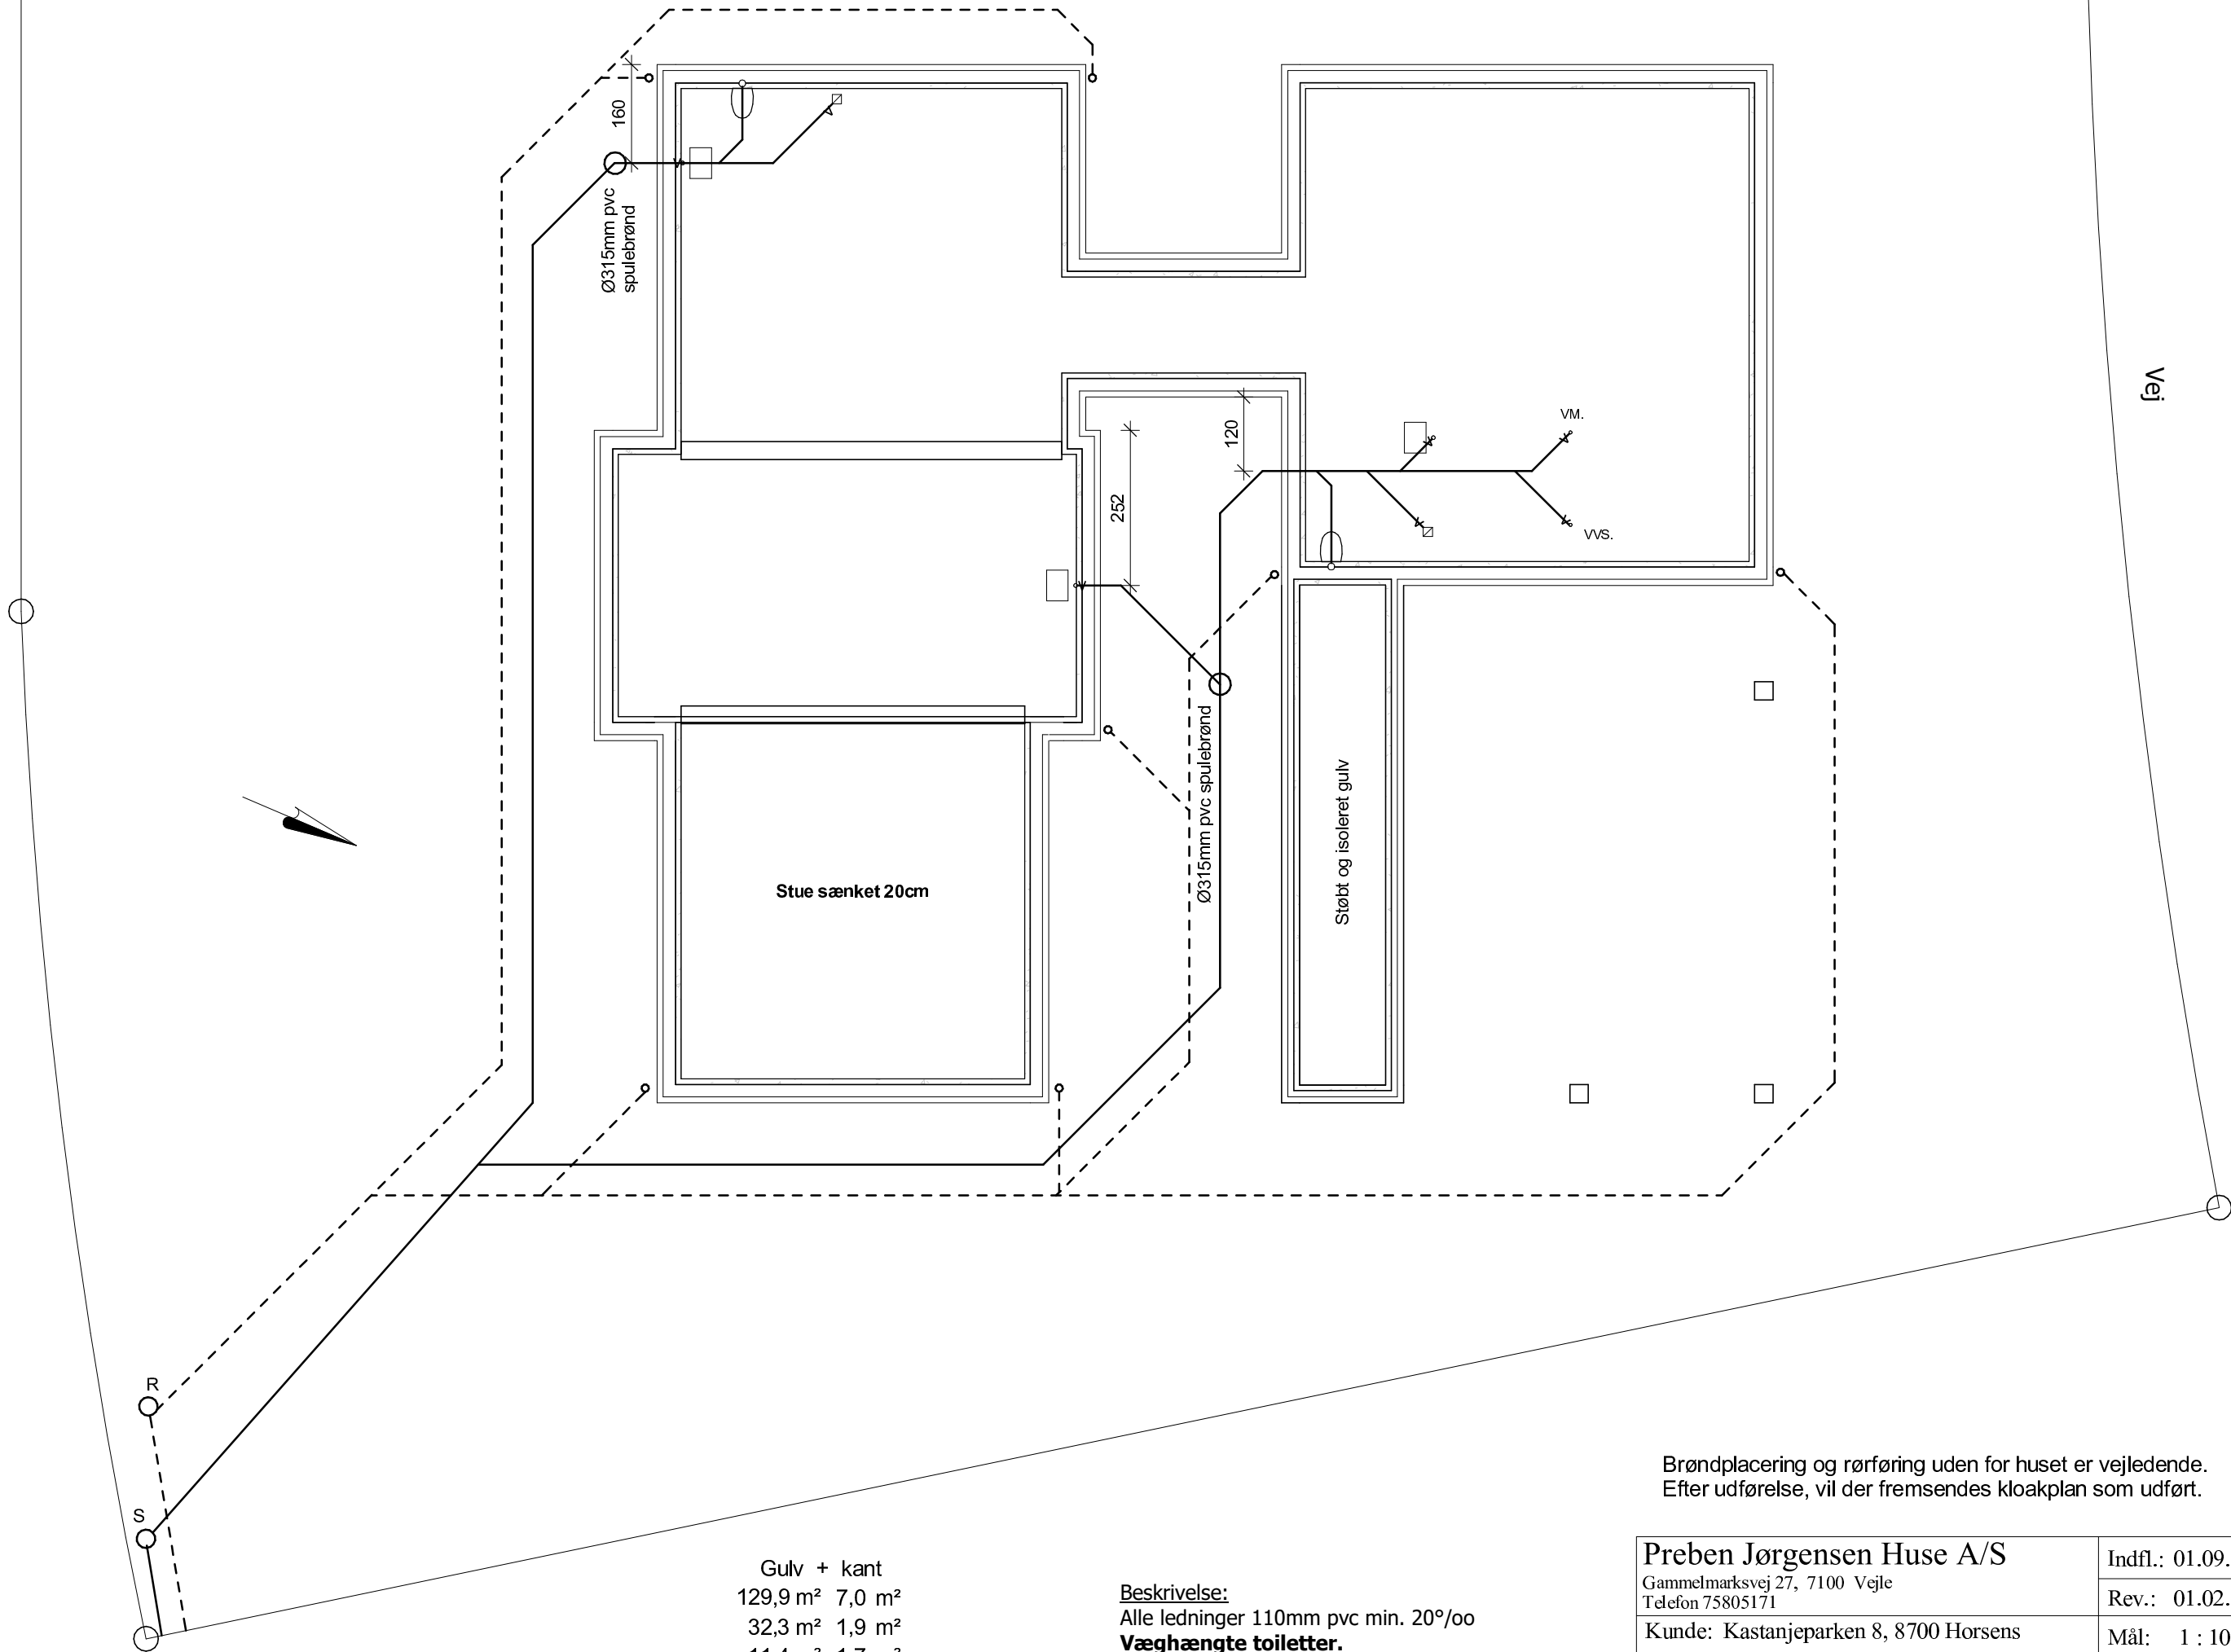 160
Ø315mm pvc
spulebrønd
Vej
VM.
120
252
VVS.
Ø315mm pvc spulebrønd
Støbt og isoleret gulv
Stue sænket 20cm
R
S
Brøndplacering og rørføring uden for huset er vejledende.
Efter udførelse, vil der fremsendes kloakplan som udført.
Gulv + kant
129,9 m² 7,0 m²
32,3 m² 1,9 m²
Beskrivelse:
Alle ledninger 110mm pvc min. 20°/oo
Væghængte toiletter.
Preben Jørgensen Huse A/S
Gammelmarksvej 27, 7100 Vejle
Telefon 75805171
Kunde: Kastanjeparken 8, 8700 Horsens
Indfl.: 01.09.
Rev.: 01.02.
Mål: 1 : 10